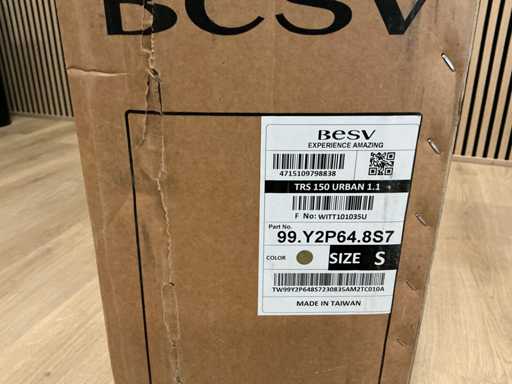 BESV
BESV
EXPERIENCE AMAZING
4715109798838
TRS 150 URBAN 1.1
F No: WITT101035U
Part No.
99.Y2P64.8S7
COLOR
SIZE S
TW99Y2P648S7230835AM2TC010A
MADE IN TAIWAN